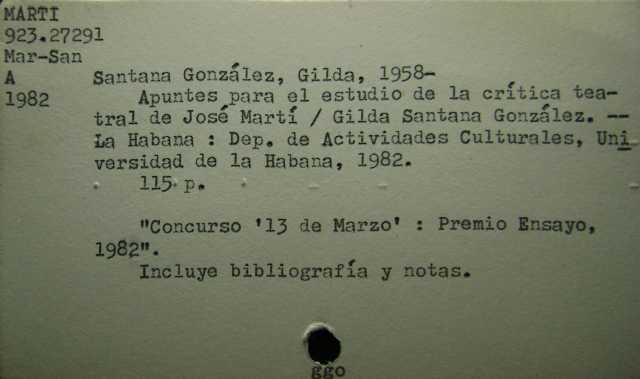 MARTI
923.27291
Mar-San
A Santana González, Gilda, 1958-
1982 Apuntes para el estudio de la crítica tea-
tral de José Martí / Gilda Santana González. --
La Habana : Dep. de Actividades Culturales, Uni
versidad de la Habana, 1982.
115 p.
"Concurso '13 de Marzo' : Premio Ensayo,
1982".
Incluye bibliografía y notas.
ggo